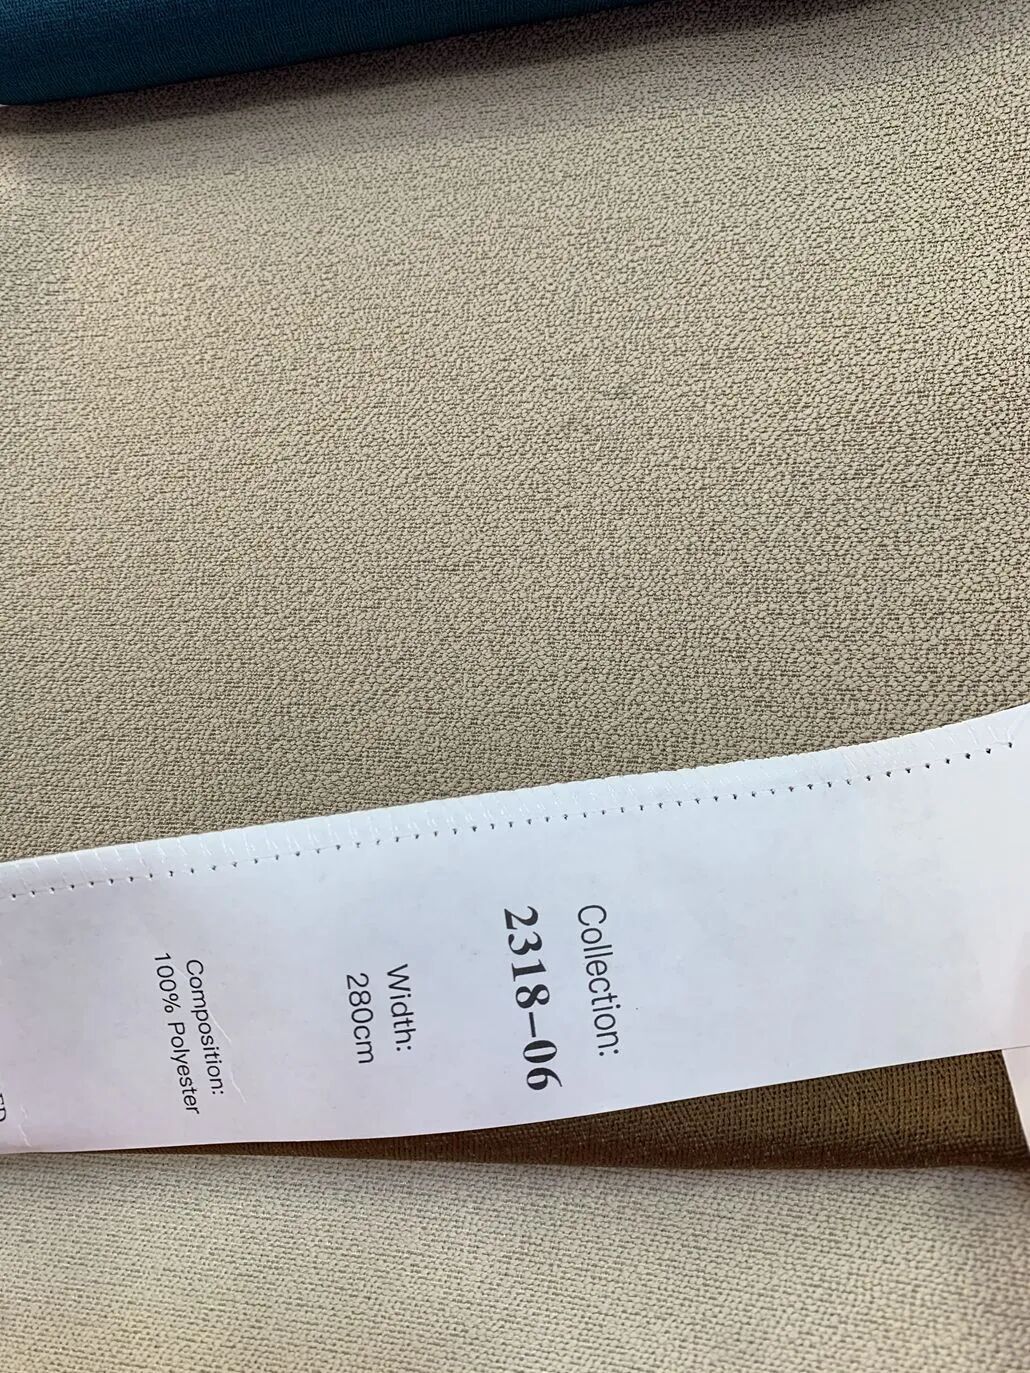 Collection:
2318-06
Width:
280cm
Composition:
100% Polyester